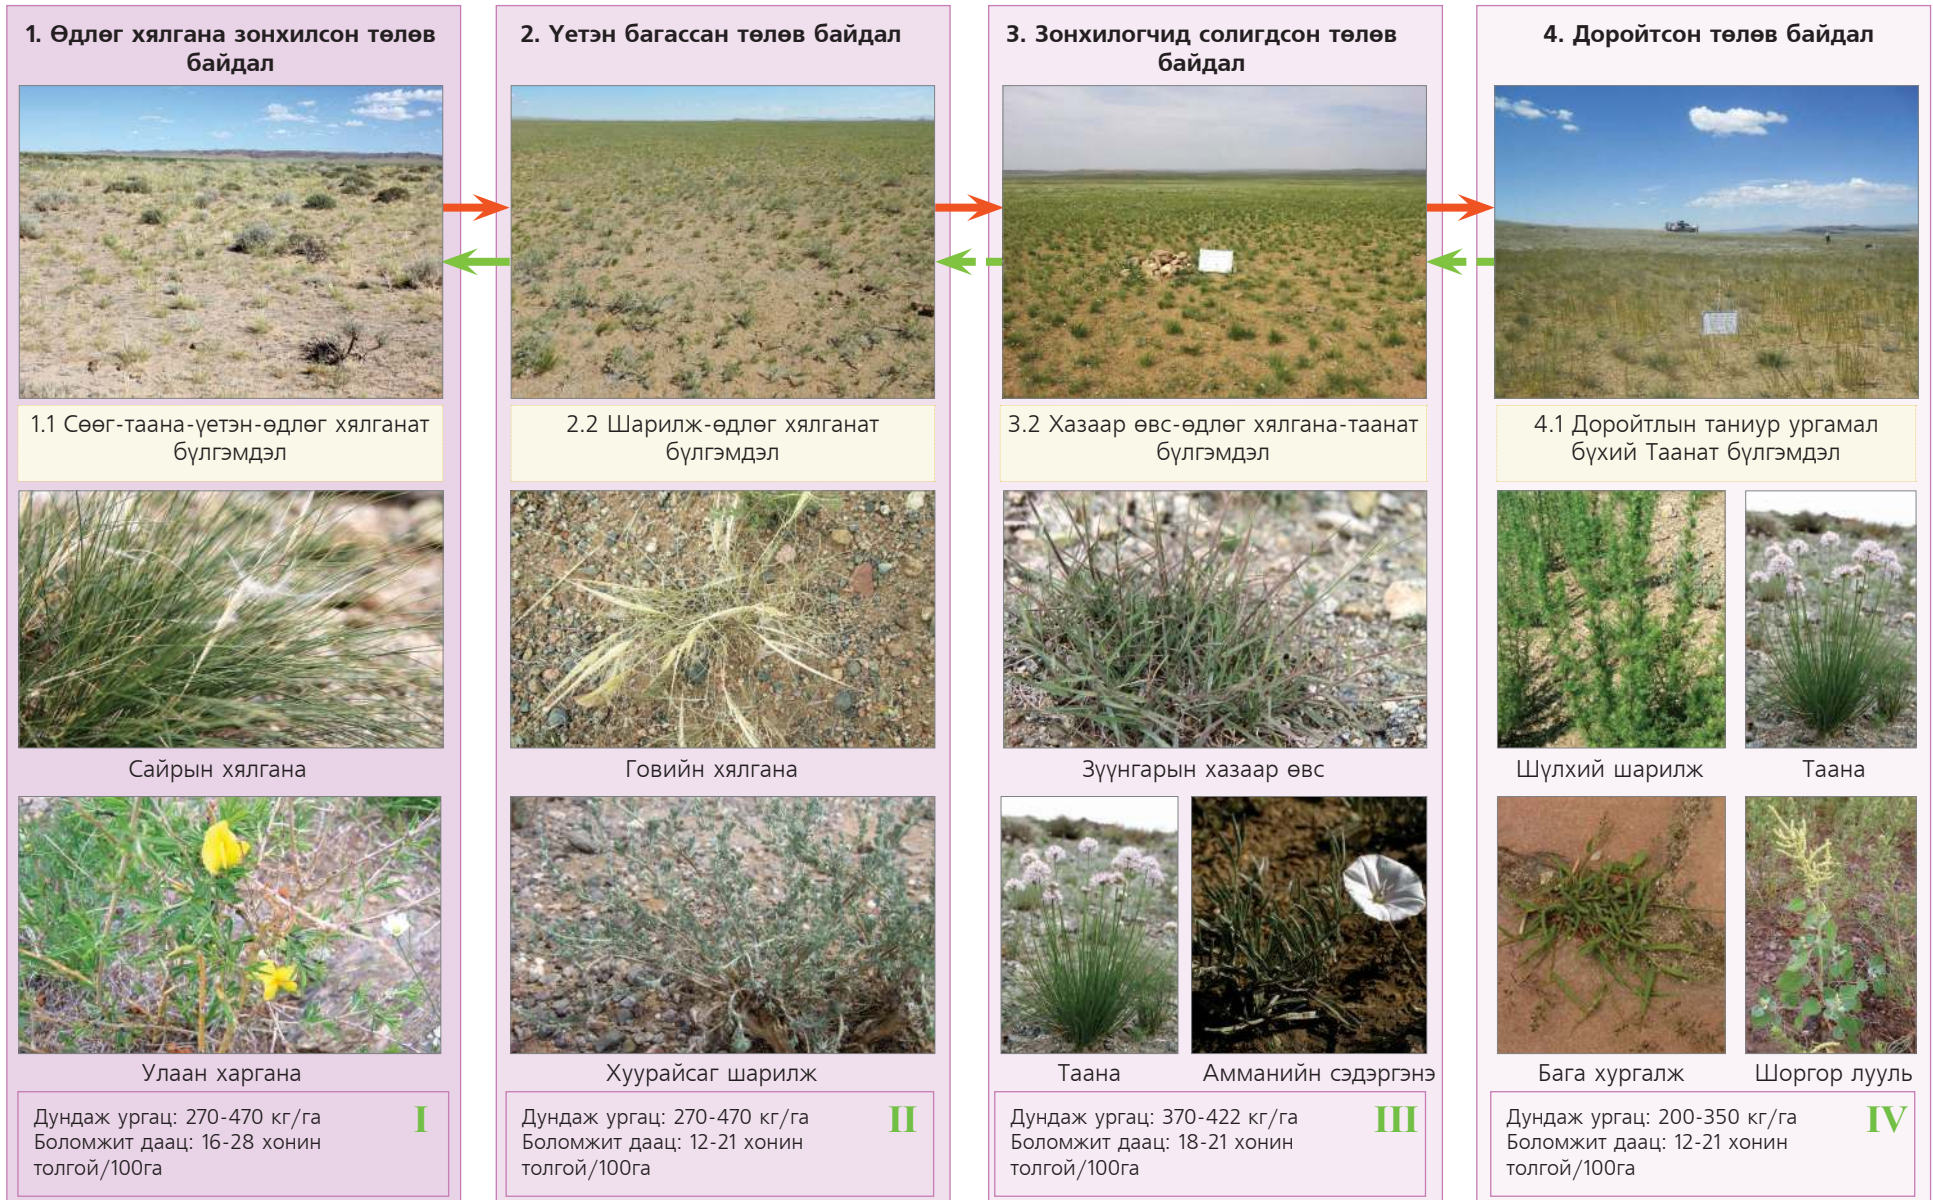 1. Өдлөг хялгана зонхилсон төлөв
байдал
1.1 Сөөг-таана-үетэн-өдлөг хялганат
бүлгэмдэл
Сайрын хялгана
Улаан харгана
Дундаж ургац: 270-470 кг/га
Боломжит даац: 16-28 хонин
толгой/100га
I
2. Үетэн багассан төлөв байдал
2.2 Шарилж-өдлөг хялганат
бүлгэмдэл
Говийн хялгана
Хуурайсаг шарилж
Дундаж ургац: 270-470 кг/га
Боломжит даац: 12-21 хонин
толгой/100га
II
3. Зонхилогчид солигдсон төлөв
байдал
3.2 Хазаар өвс-өдлөг хялгана-таанат
бүлгэмдэл
Зүүнгарын хазаар өвс
Таана
Амманийн сэдэргэнэ
Дундаж ургац: 370-422 кг/га
Боломжит даац: 18-21 хонин
толгой/100га
III
4. Доройтсон төлөв байдал
4.1 Доройтлын таниур ургамал
бүхий Таанат бүлгэмдэл
Шүлхий шарилж
Таана
Бага хургалж
Шоргор лууль
Дундаж ургац: 200-350 кг/га
Боломжит даац: 12-21 хонин
толгой/100га
IV